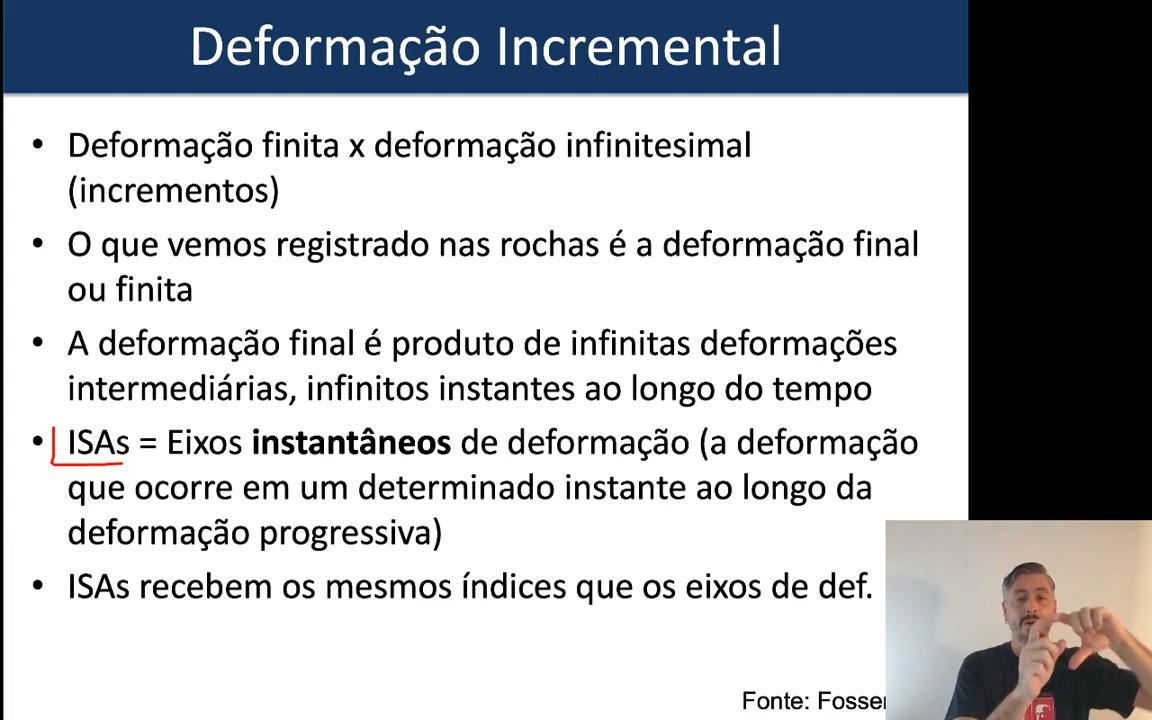 Deformação Incremental
• Deformação finita x deformação infinitesimal
(incrementos)
• O que vemos registrado nas rochas é a deformação final
ou finita
• A deformação final é produto de infinitas deformações
intermediárias, infinitos instantes ao longo do tempo
• ISAs = Eixos instantâneos de deformação (a deformação
que ocorre em um determinado instante ao longo da
deformação progressiva)
• ISAs recebem os mesmos índices que os eixos de def.
Fonte: